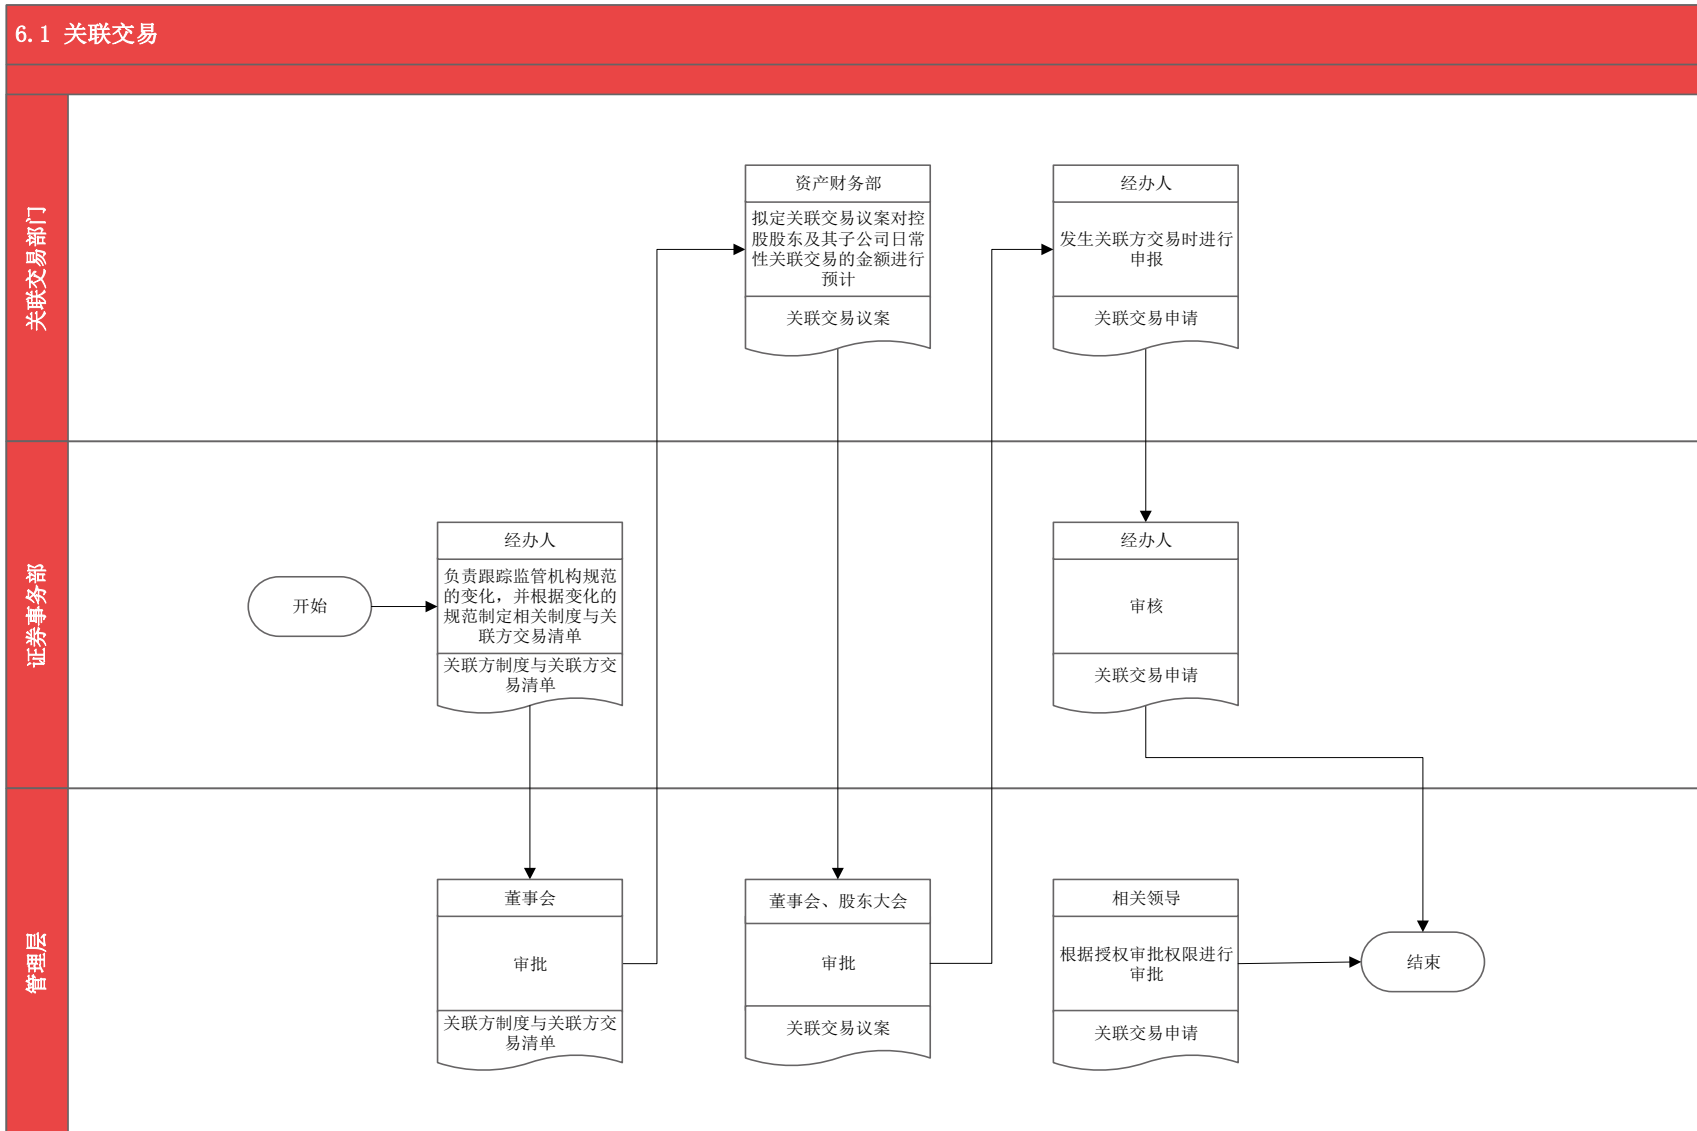 6.1 关联交易
关联交易部门
资产财务部
拟定关联交易议案对控
股股东及其子公司日常
性关联交易的金额进行
预计
关联交易议案
经办人
发生关联方交易时进行
申报
关联交易申请
证券事务部
开始
经办人
负责跟踪监管机构规范
的变化，并根据变化的
规范制定相关制度与关
联方交易清单
关联方制度与关联方交
易清单
经办人
审核
关联交易申请
管理层
董事会
审批
关联方制度与关联方交
易清单
董事会、股东大会
审批
关联交易议案
相关领导
根据授权审批权限进行
审批
关联交易申请
结束